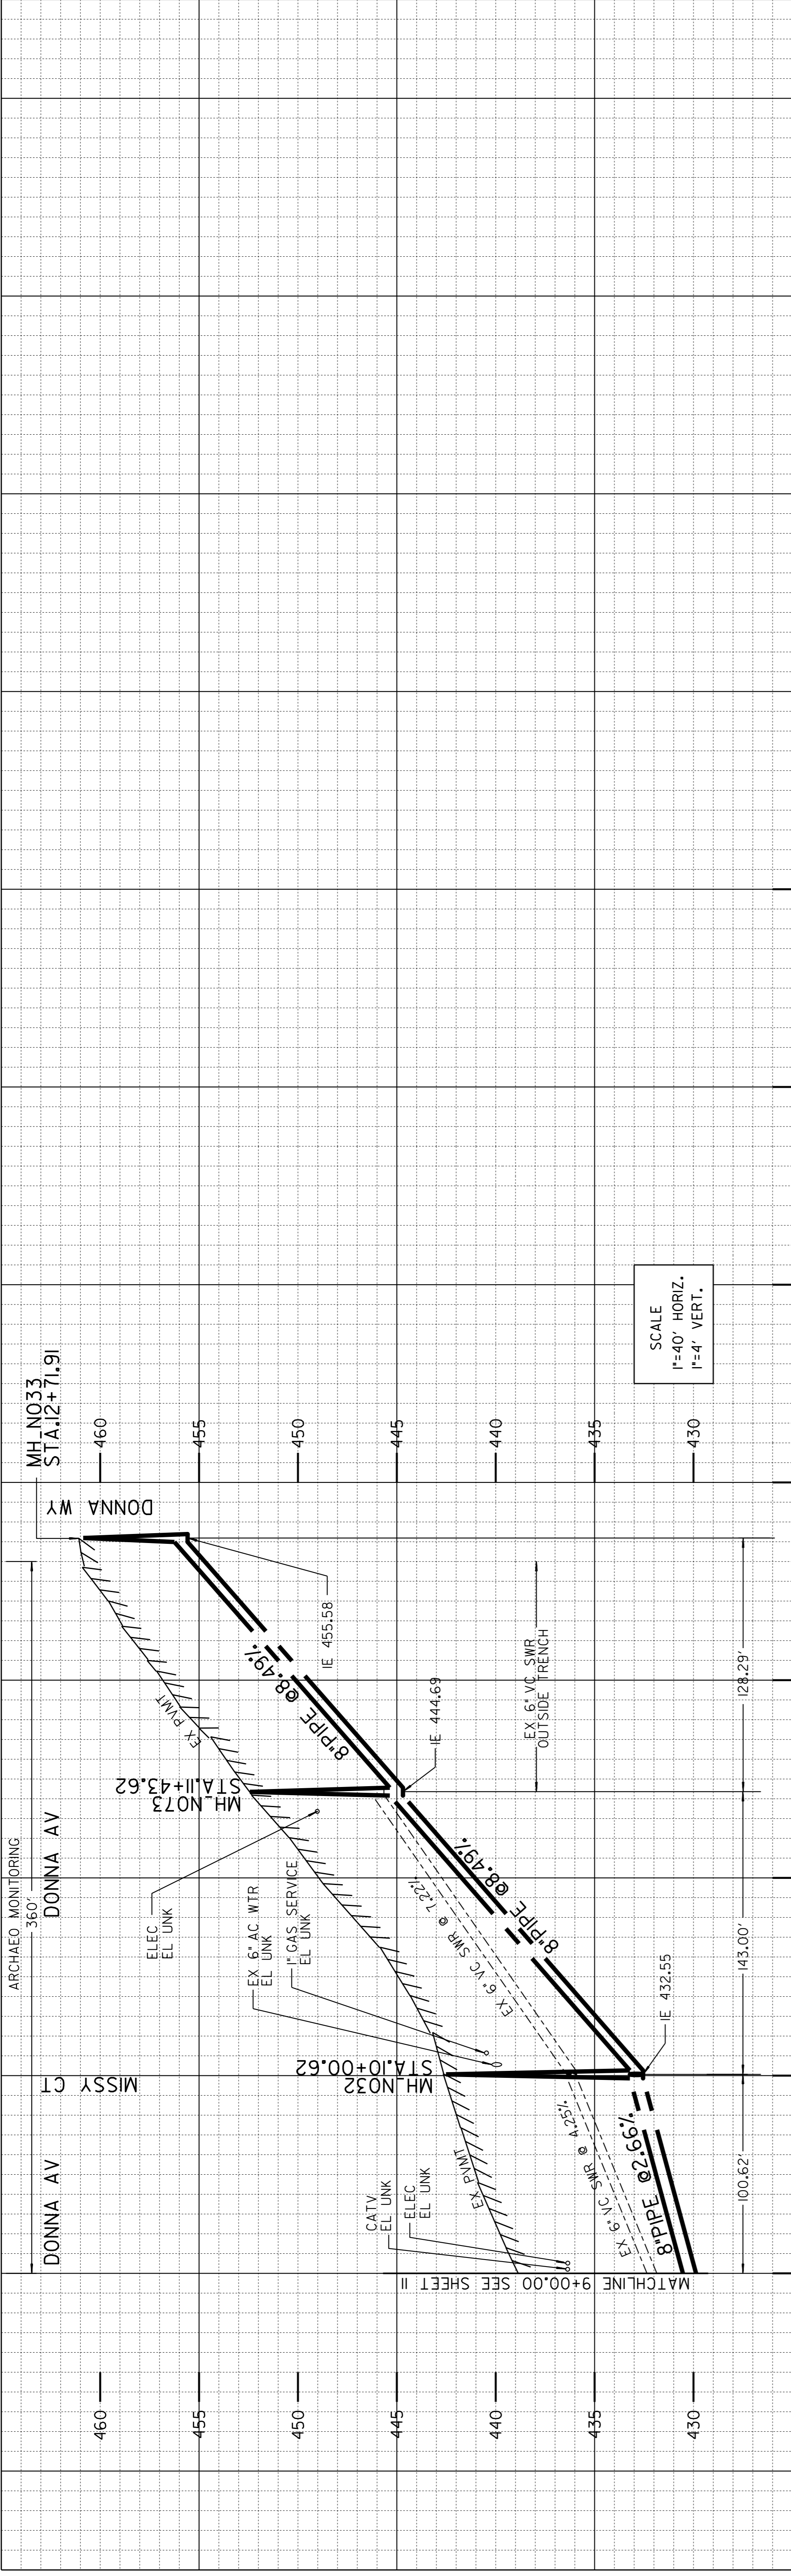 ARCHAEO MONITORING
360'
DONNA AV
MISSY CT
DONNA AV
DONNA WY
MH_N033
STA.12+71.91
MH_N073
STA.11+43.62
MH_N032
STA.10+00.62
460
455
450
445
440
435
430
460
455
450
445
440
435
430
EX PVMT
EX PVMT
ELEC
EL UNK
EX 6" AC WTR
EL UNK
1" GAS SERVICE
EL UNK
CATV
EL UNK
ELEC
EL UNK
EX 6" VC SWR @ 4.25%
EX 6" VC SWR @ 7.22%
8"PIPE @2.66%
8"PIPE @8.49%
8"PIPE @8.49%
IE 432.55
IE 444.69
IE 455.58
EX 6" VC SWR
OUTSIDE TRENCH
MATCHLINE 9+00.00 SEE SHEET 11
100.62'
143.00'
128.29'
SCALE
1"=40' HORIZ.
1"=4' VERT.